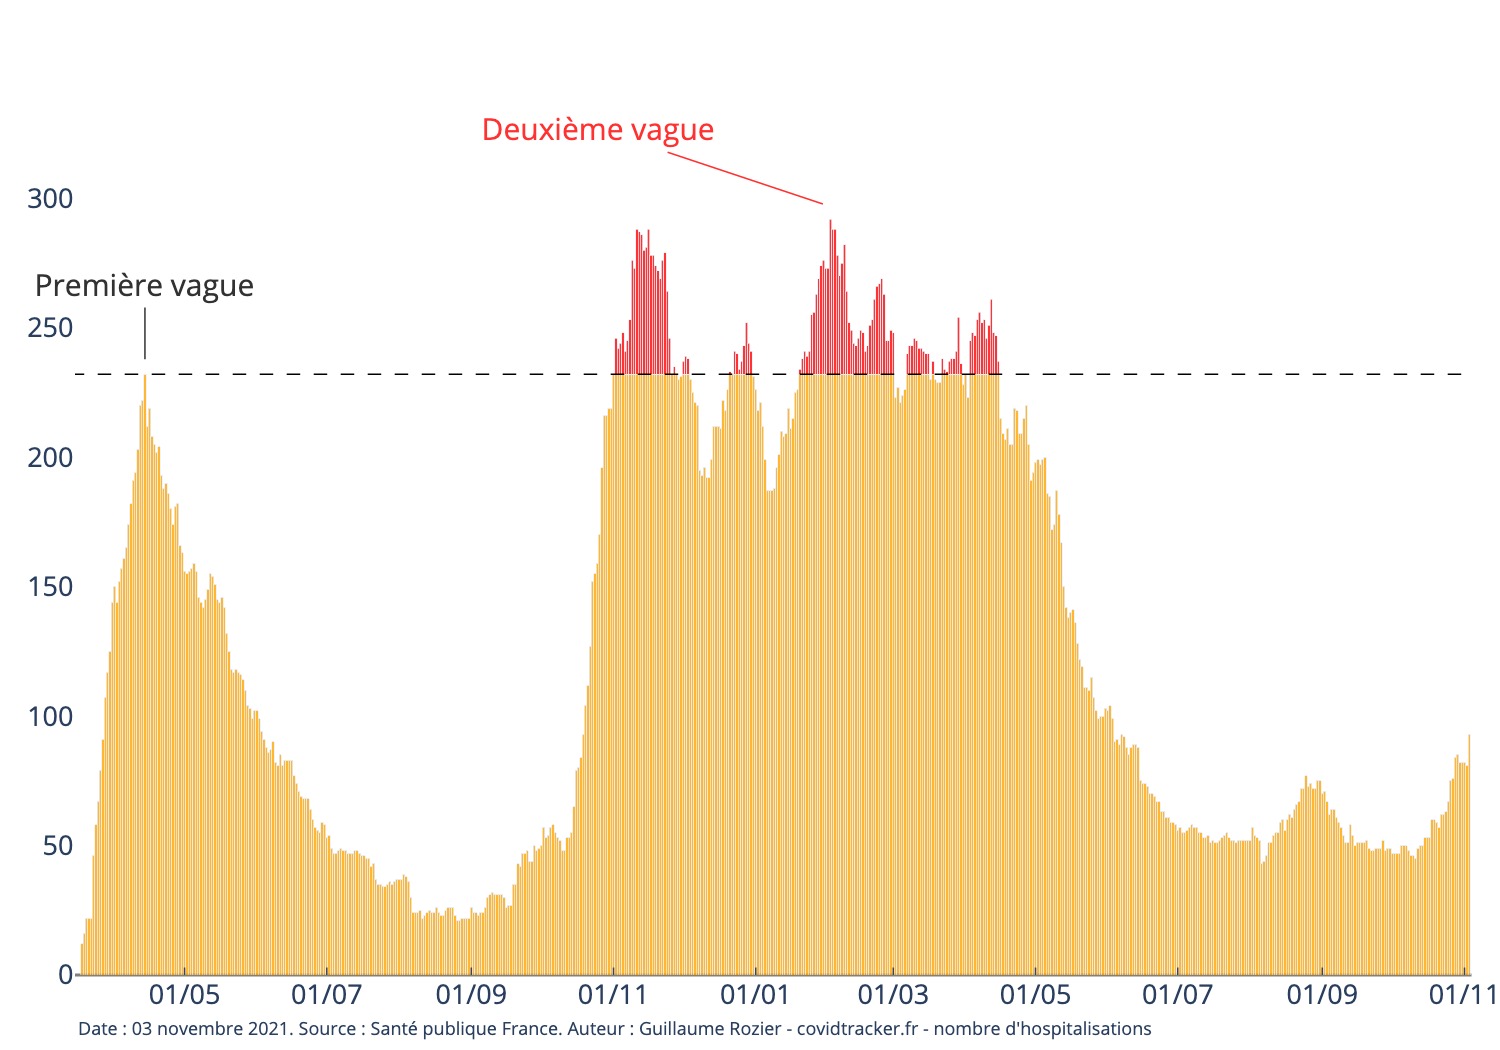 Deuxième vague
300
Première vague
250
200
150
100
50
0
01/05 01/07 01/09 01/11 01/01 01/03 01/05 01/07 01/09 01/11
Date : 03 novembre 2021. Source : Santé publique France. Auteur : Guillaume Rozier - covidtracker.fr - nombre d'hospitalisations